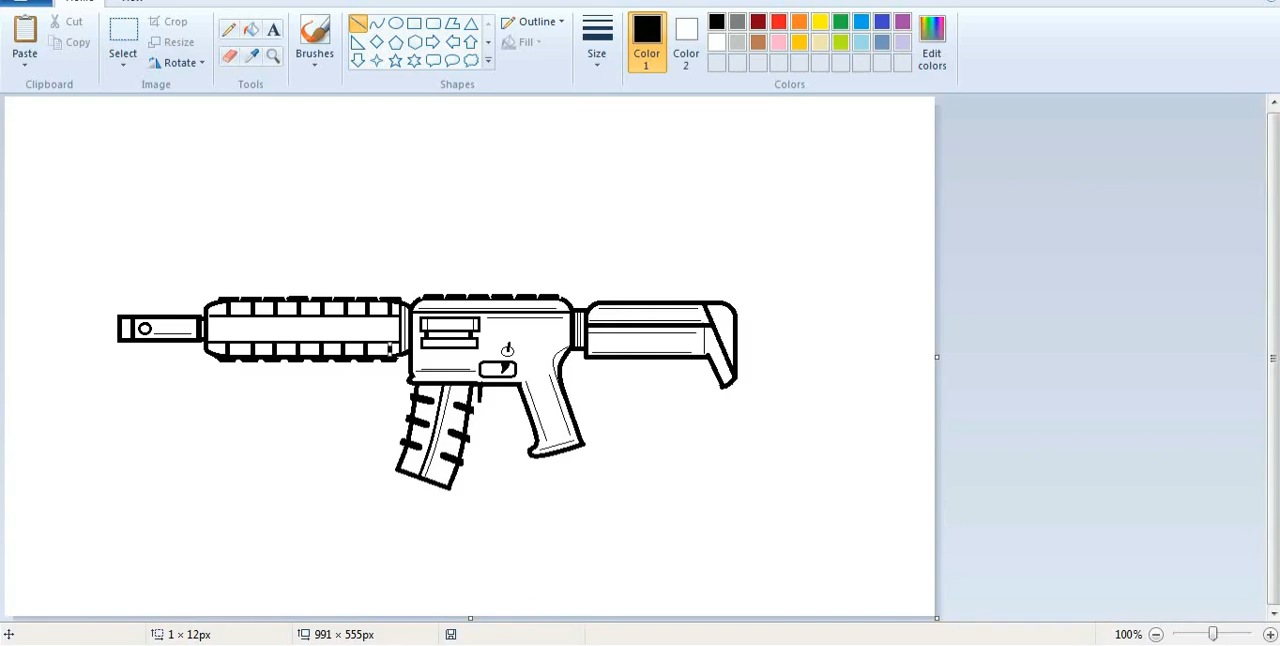 Cut
Copy
Paste
Clipboard
Select
Crop
Resize
Rotate
Image
A
Tools
Brushes
Outline
Fill
Shapes
Size
Color
1
Color
2
Edit
colors
Colors
1 × 12px
991 × 555px
100%